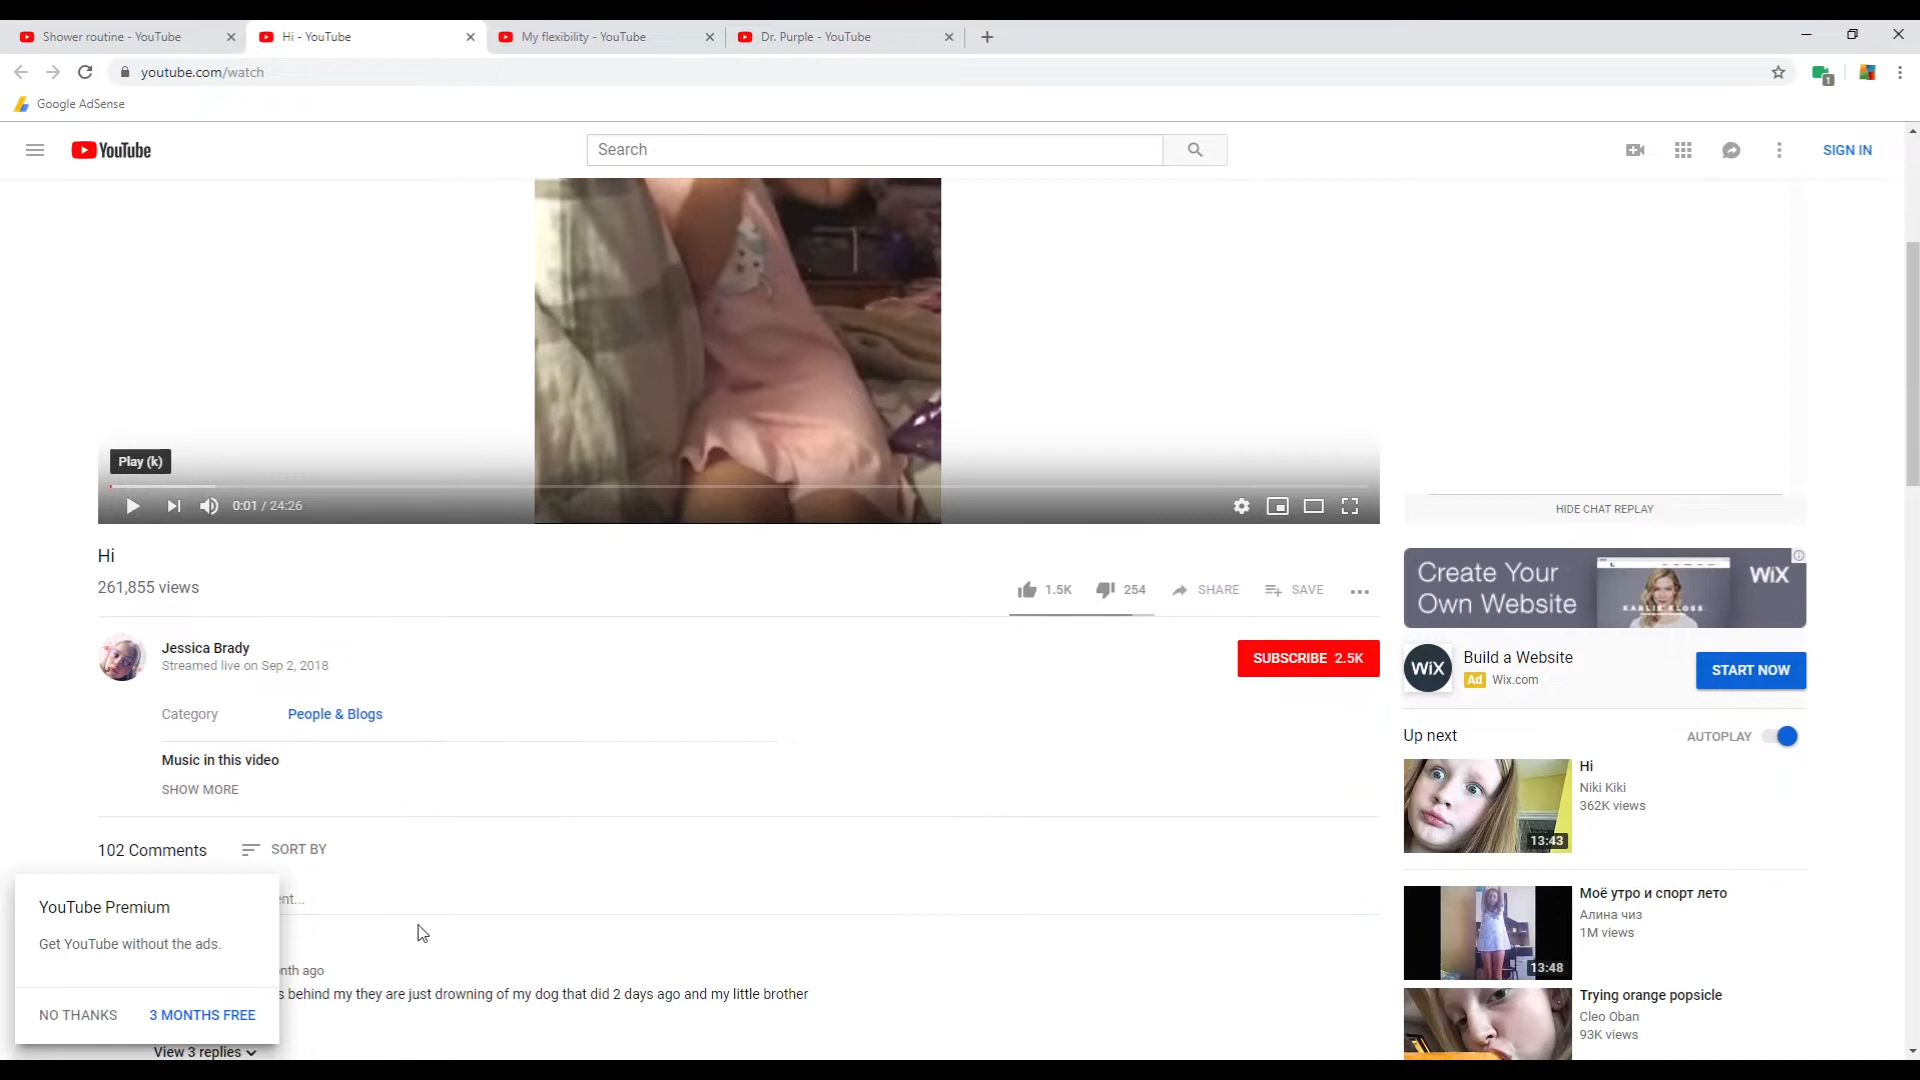 Shower routine - YouTube
Hi - YouTube
My flexibility - YouTube
Dr. Purple - YouTube
youtube.com/watch
Google AdSense
YouTube
Search
SIGN IN
Play (k)
0:01 / 24:26
HIDE CHAT REPLAY
Hi
261,855 views
1.5K
254
SHARE
SAVE
Jessica Brady
Streamed live on Sep 2, 2018
SUBSCRIBE 2.5K
Category
People & Blogs
Music in this video
SHOW MORE
102 Comments
SORT BY
YouTube Premium
Get YouTube without the ads.
NO THANKS
3 MONTHS FREE
nt...
nth ago
s behind my they are just drowning of my dog that did 2 days ago and my little brother
View 3 replies
Create Your
Own Website
KARLIE KLOSS
WiX
WiX
Build a Website
Ad Wix.com
START NOW
Up next
AUTOPLAY
Hi
Niki Kiki
362K views
13:43
Моё утро и спорт лето
Алина чиз
1M views
13:48
Trying orange popsicle
Cleo Oban
93K views